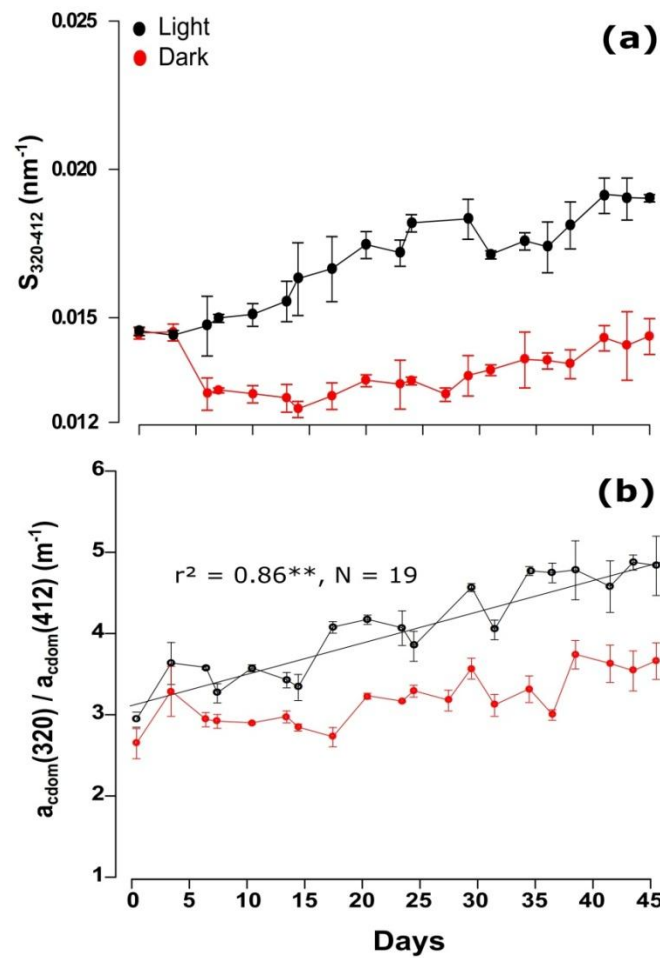 0.025
Light
Dark
(a)
0.020
S320-412 (nm-1)
0.015
0.012
6
(b)
5
r² = 0.86**, N = 19
4
acdom(320) / acdom(412) (m-1)
3
2
1
0 5 10 15 20 25 30 35 40 45
Days